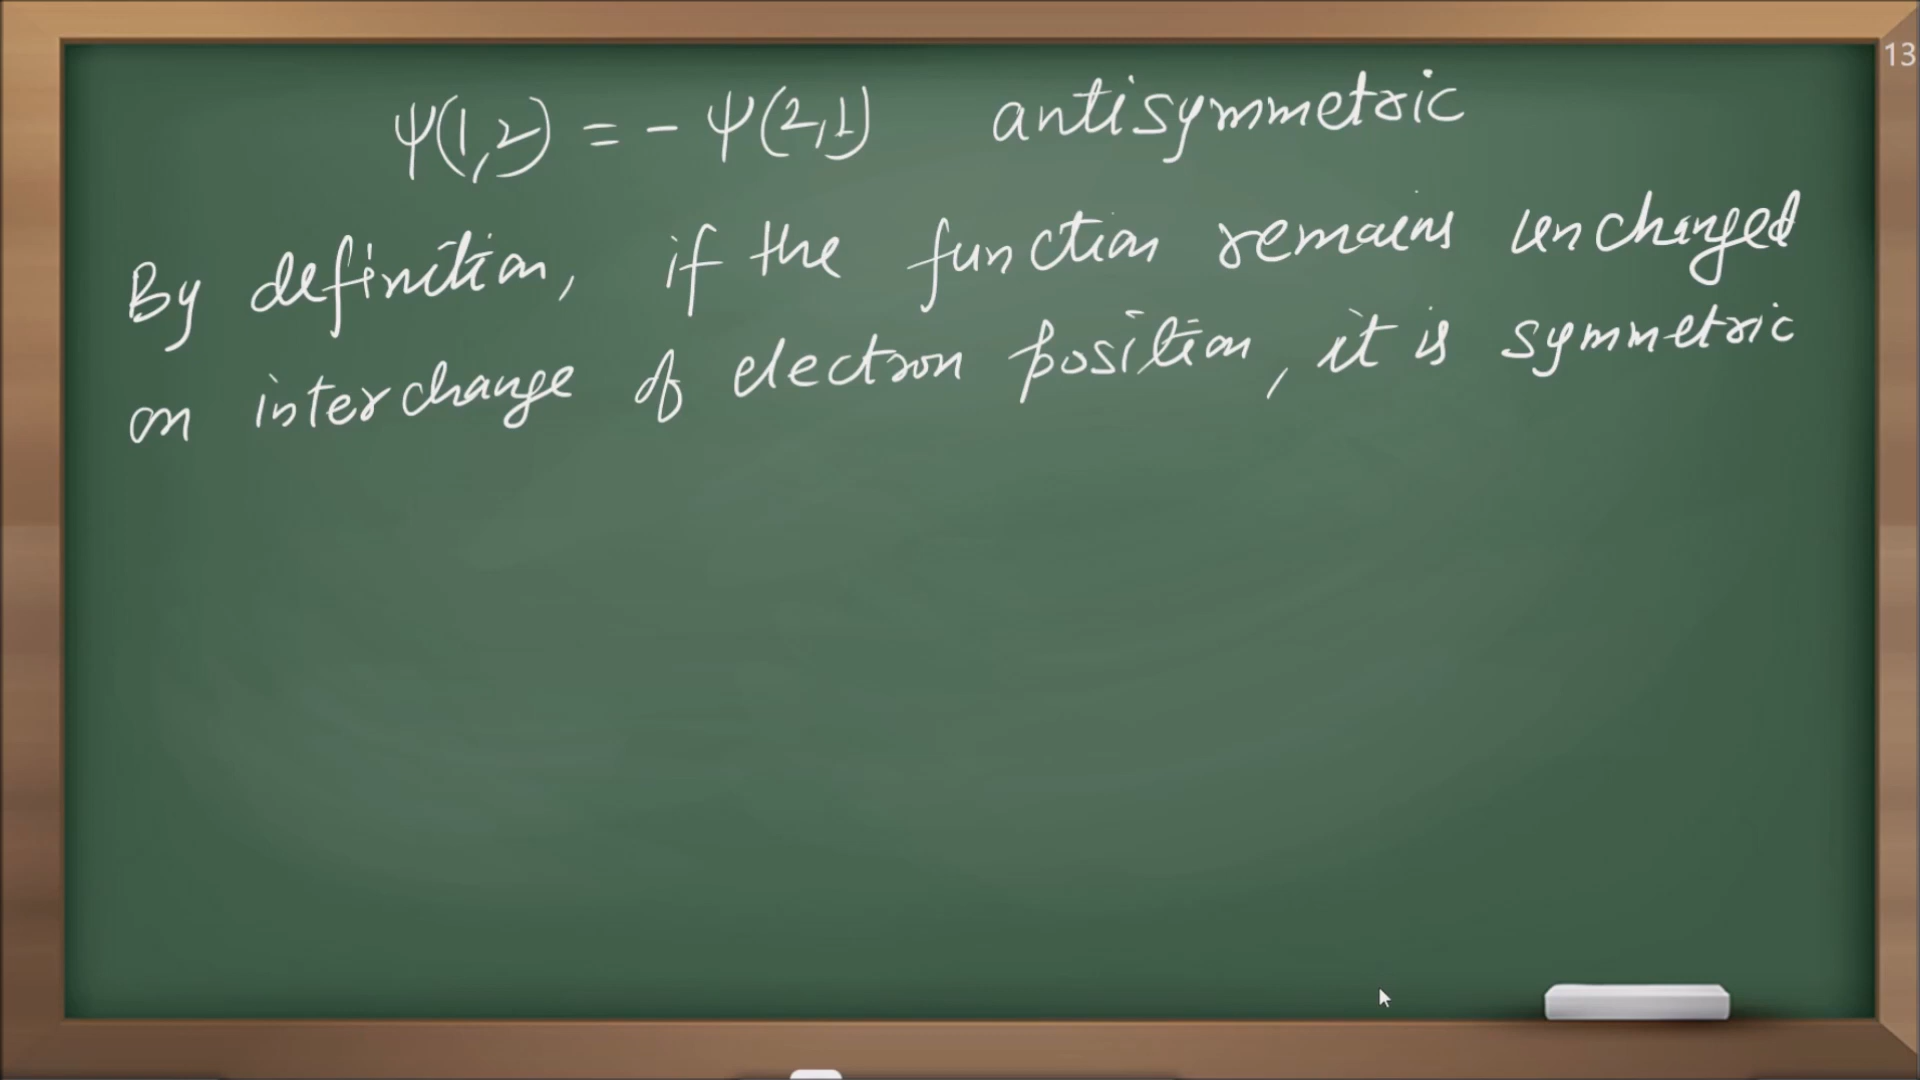 13
ψ(1,2) = - ψ(2,1) antisymmetric
By definition, if the function remains unchanged
on interchange of electron position, it is symmetric